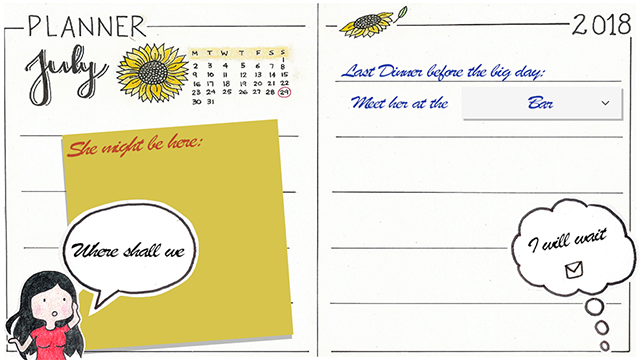 PLANNER
July
M T W T F S S
1
2 3 4 5 6 7 8
9 10 11 12 13 14 15
16 17 18 19 20 21 22
23 24 25 26 27 28 29
30 31
She might be here:
Where shall we
2018
Last Dinner before the big day:
Meet her at the Bar
I will wait